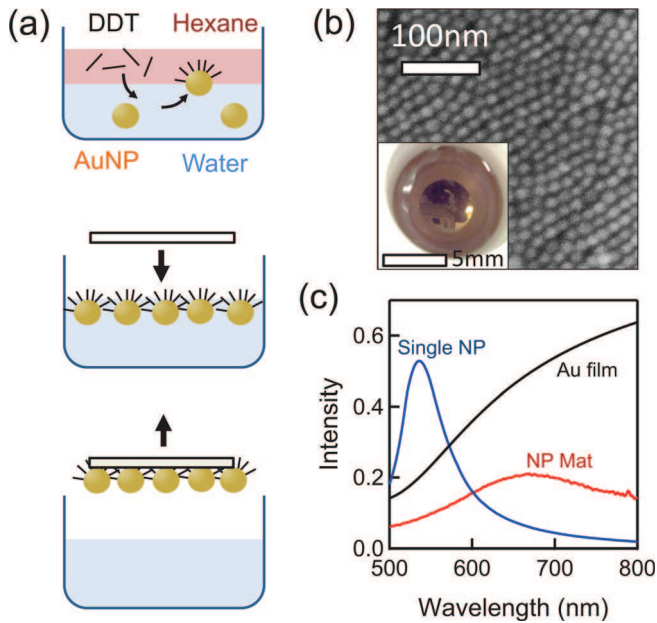 (a)
DDT Hexane
AuNP Water
(b)
100nm
5mm
(c)
Intensity
0.6
0.4
0.2
0.0
Single NP
Au film
NP Mat
500 600 700 800
Wavelength (nm)